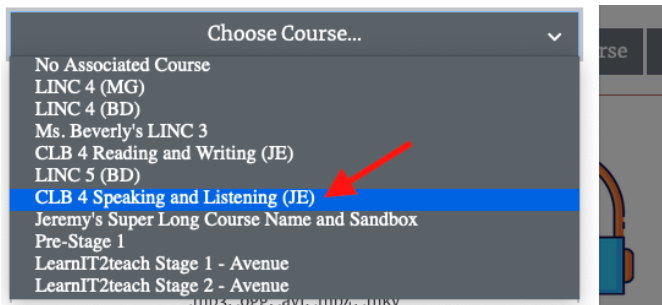 Choose Course...
rse
No Associated Course
LINC 4 (MG)
LINC 4 (BD)
Ms. Beverly's LINC 3
CLB 4 Reading and Writing (JE)
LINC 5 (BD)
CLB 4 Speaking and Listening (JE)
Jeremy's Super Long Course Name and Sandbox
Pre-Stage 1
LearnIT2teach Stage 1 - Avenue
LearnIT2teach Stage 2 - Avenue